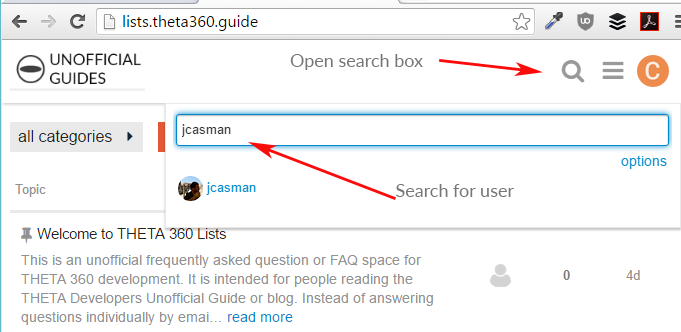 lists.theta360.guide
UNOFFICIAL
GUIDES
Open search box
C
all categories
jcasman
options
jcasman
Search for user
Topic
Welcome to THETA 360 Lists
This is an unofficial frequently asked question or FAQ space for
THETA 360 development. It is intended for people reading the
THETA Developers Unofficial Guide or blog. Instead of answering
questions individually by emai… read more
0
4d